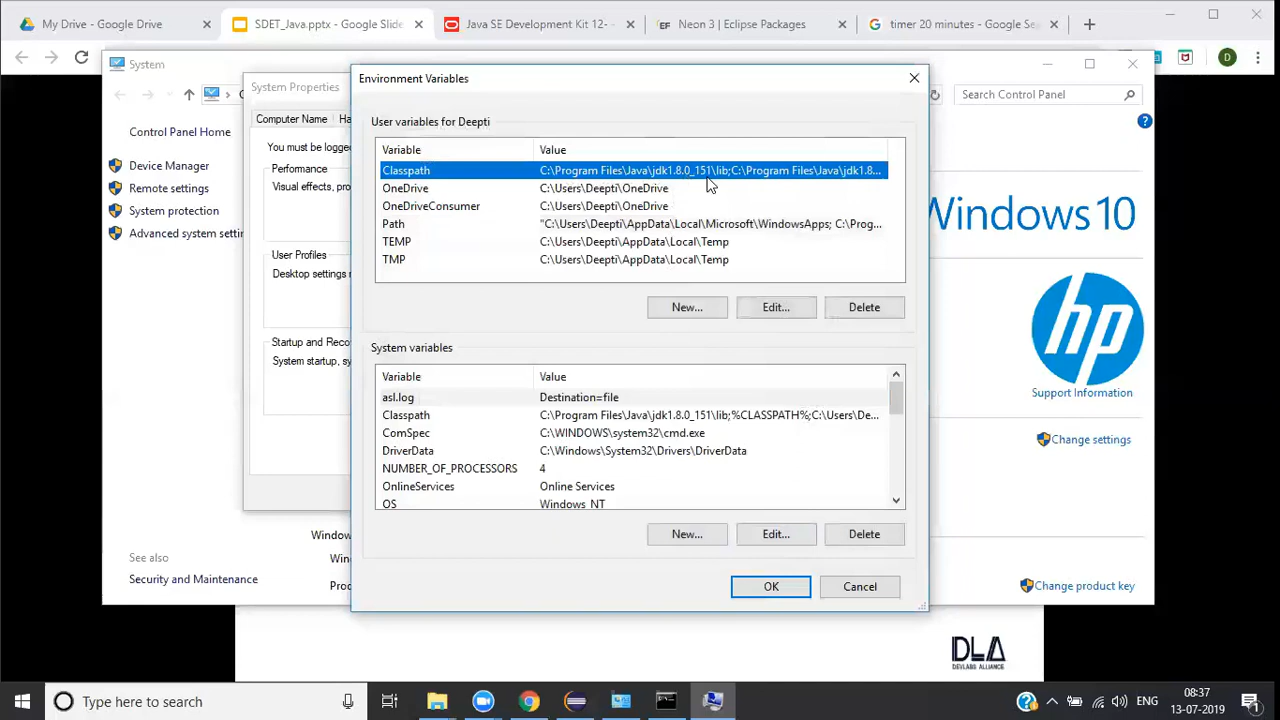 My Drive - Google Drive
SDET_Java.pptx - Google Slide
Java SE Development Kit 12-
Neon 3 | Eclipse Packages
timer 20 minutes - Google Se
D
System
Search Control Panel
Control Panel Home
Device Manager
Remote settings
System protection
Advanced system settin
See also
Security and Maintenance
System Properties
Computer Name
Ha
You must be logged
Performance
Visual effects, pro
User Profiles
Desktop settings
Startup and Reco
System startup, sy
Window
Win
Pro
Windows 10
hp
Support Information
Change settings
Change product key
Environment Variables
User variables for Deepti
Variable Value
Classpath C:\Program Files\Java\jdk1.8.0_151\lib;C:\Program Files\Java\jdk1.8...
OneDrive C:\Users\Deepti\OneDrive
OneDriveConsumer C:\Users\Deepti\OneDrive
Path "C:\Users\Deepti\AppData\Local\Microsoft\WindowsApps; C:\Prog...
TEMP C:\Users\Deepti\AppData\Local\Temp
TMP C:\Users\Deepti\AppData\Local\Temp
New... Edit... Delete
System variables
Variable Value
asl.log Destination=file
Classpath C:\Program Files\Java\jdk1.8.0_151\lib;%CLASSPATH%;C:\Users\De...
ComSpec C:\WINDOWS\system32\cmd.exe
DriverData C:\Windows\System32\Drivers\DriverData
NUMBER_OF_PROCESSORS 4
OnlineServices Online Services
OS Windows_NT
New... Edit... Delete
OK Cancel
DLA
DEVLABS ALLIANCE
Type here to search
ENG
08:37
13-07-2019
1